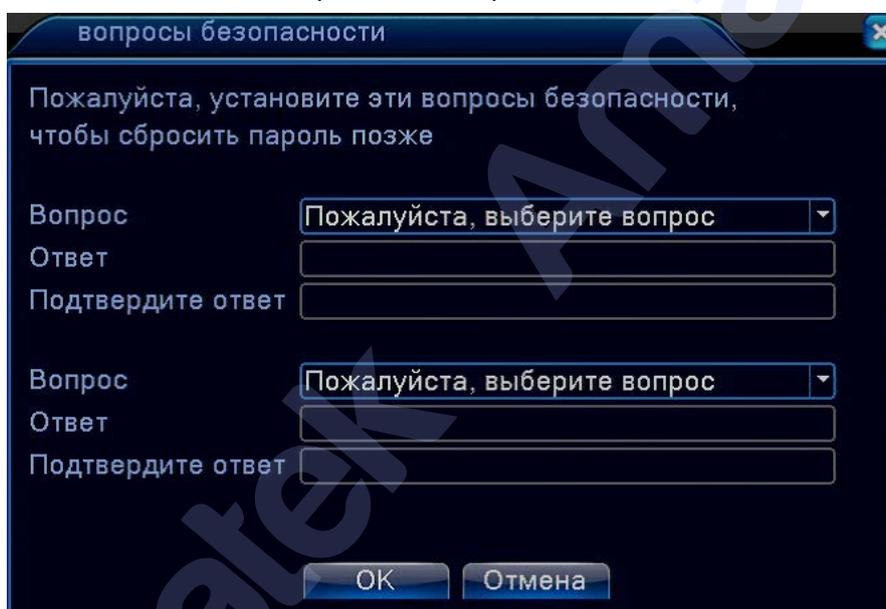 вопросы безопасности
Пожалуйста, установите эти вопросы безопасности,
чтобы сбросить пароль позже
Вопрос Пожалуйста, выберите вопрос
Ответ
Подтвердите ответ
Вопрос Пожалуйста, выберите вопрос
Ответ
Подтвердите ответ
OK Отмена